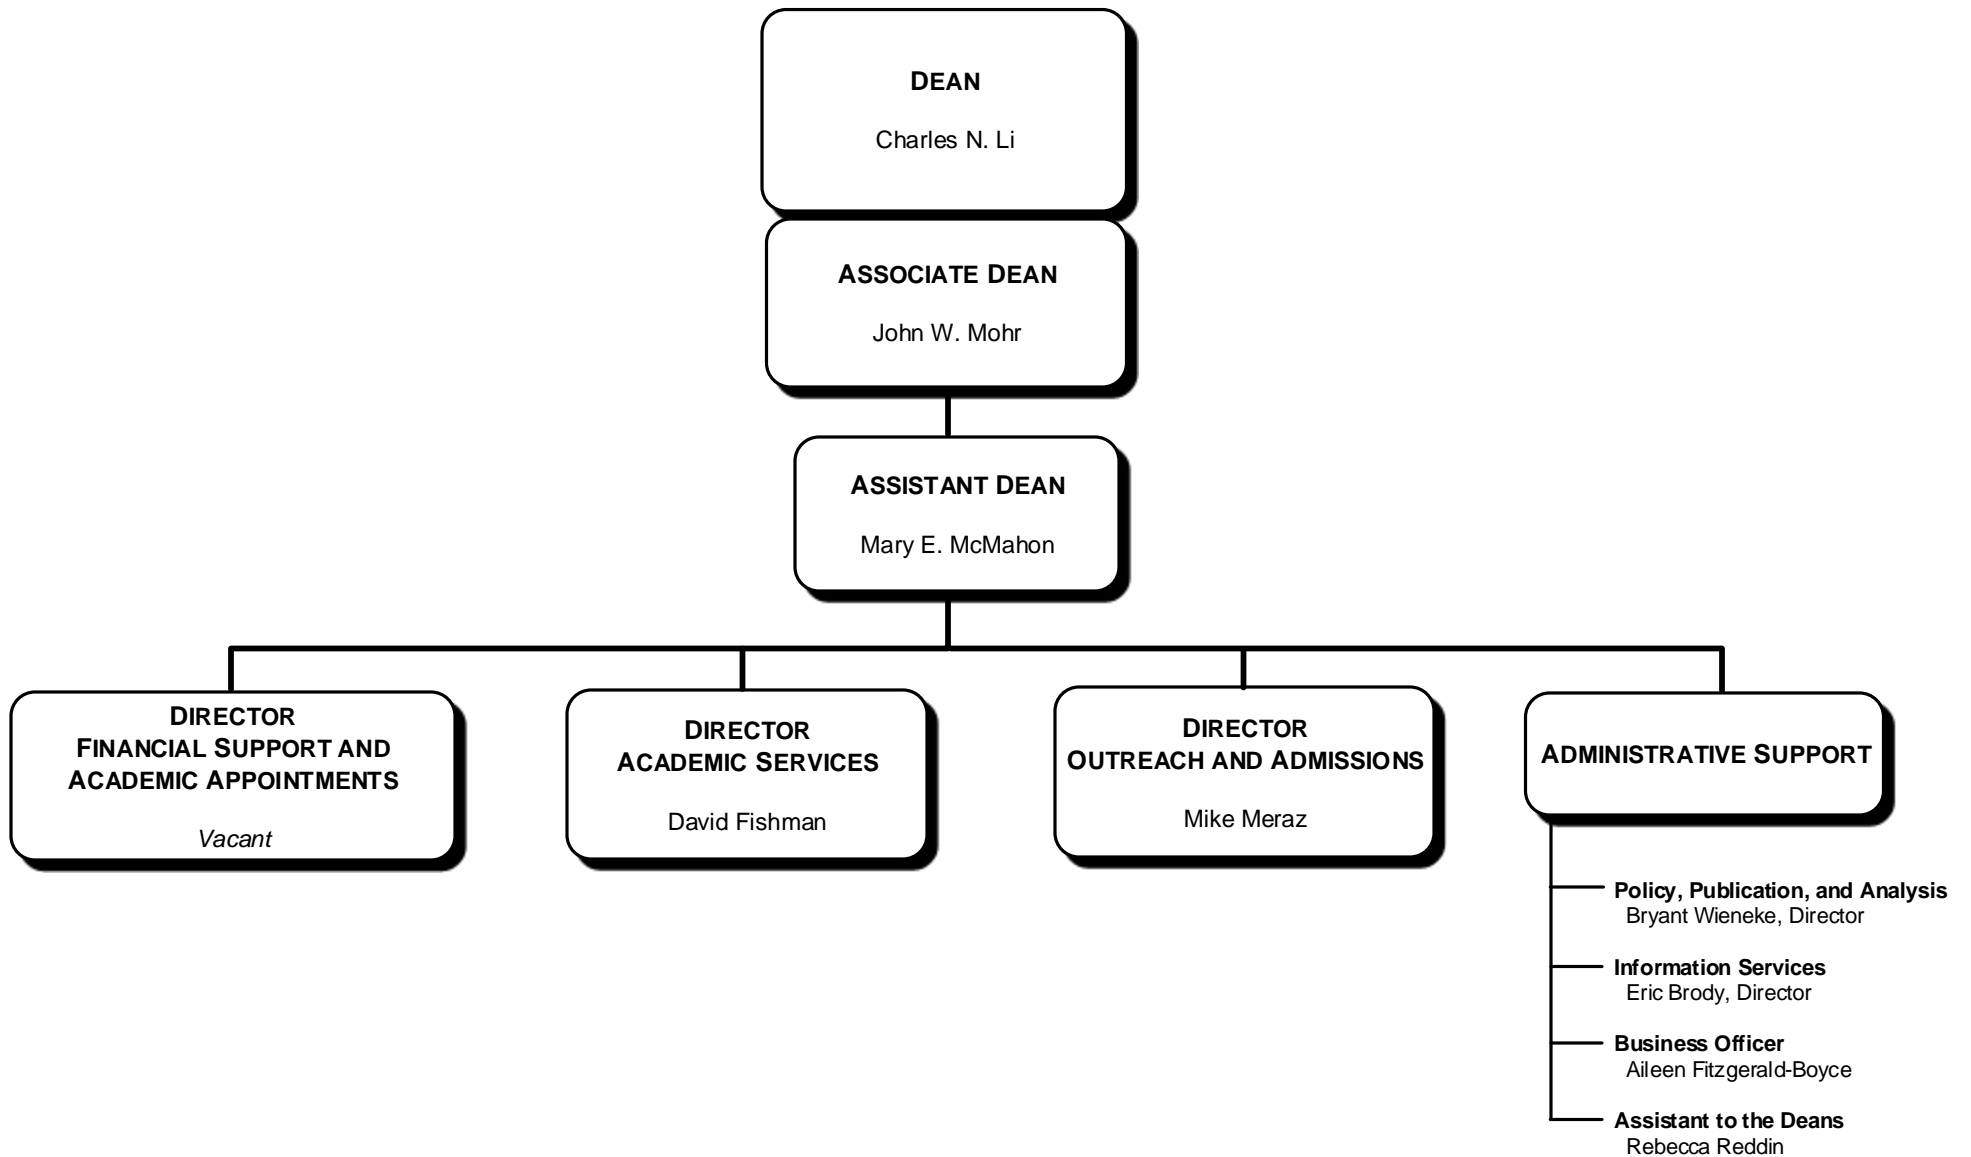 DEAN
Charles N. Li
ASSOCIATE DEAN
John W. Mohr
ASSISTANT DEAN
Mary E. McMahon
DIRECTOR
FINANCIAL SUPPORT AND
ACADEMIC APPOINTMENTS
Vacant
DIRECTOR
ACADEMIC SERVICES
David Fishman
DIRECTOR
OUTREACH AND ADMISSIONS
Mike Meraz
ADMINISTRATIVE SUPPORT
Policy, Publication, and Analysis
Bryant Wieneke, Director
Information Services
Eric Brody, Director
Business Officer
Aileen Fitzgerald-Boyce
Assistant to the Deans
Rebecca Reddin